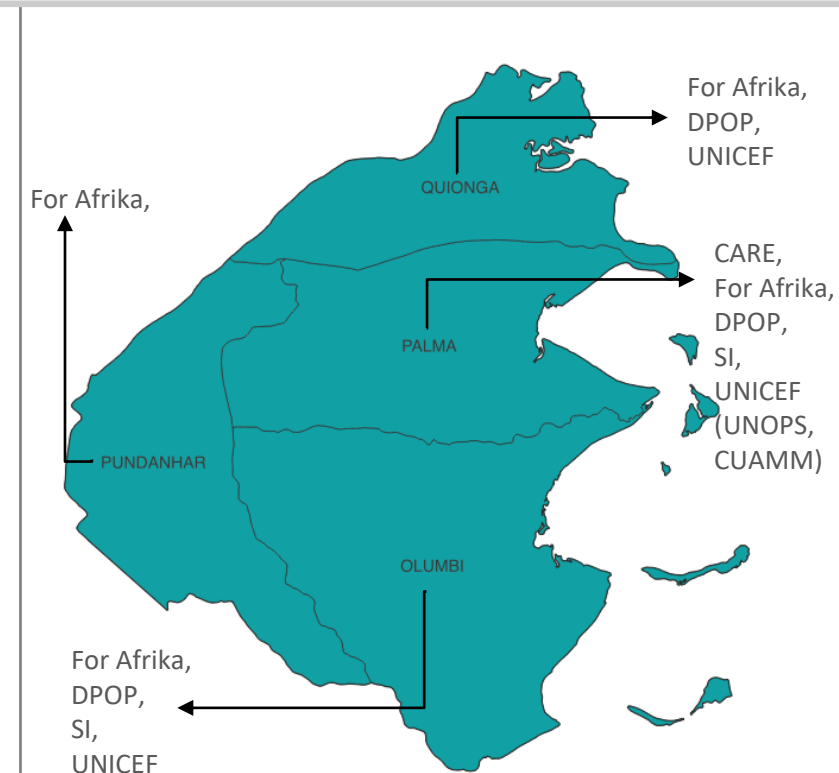 For Afrika,
DPOP,
UNICEF
QUIONGA
For Afrika,
CARE,
For Afrika,
DPOP,
SI,
UNICEF
(UNOPS,
CUAMM)
PALMA
PUNDANHAR
OLUMBI
For Afrika,
DPOP,
SI,
UNICEF